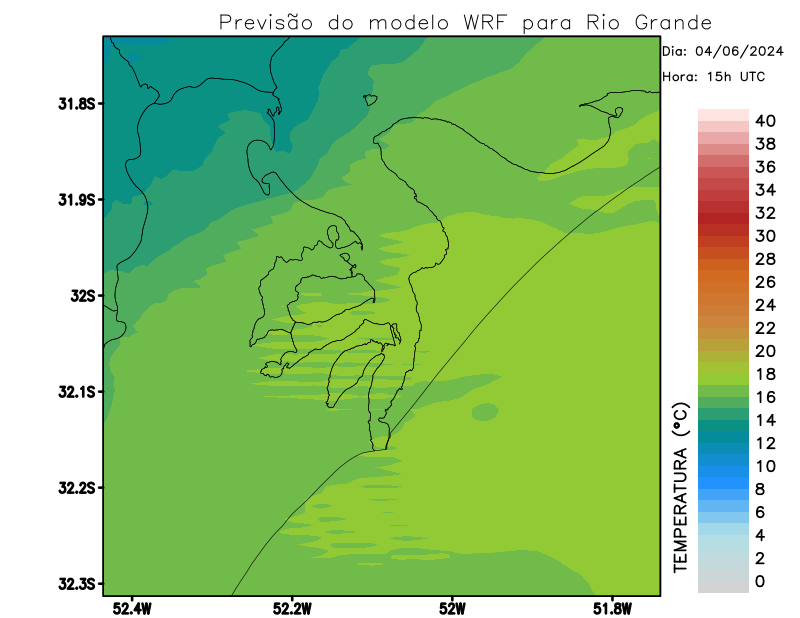 Previsão do modelo WRF para Rio Grande
Dia: 04/06/2024
Hora: 15h UTC
31.8S
31.9S
32S
32.1S
32.2S
32.3S
52.4W
52.2W
52W
51.8W
40
38
36
34
32
30
28
26
24
22
20
18
16
14
12
10
8
6
4
2
0
TEMPERATURA (°C)